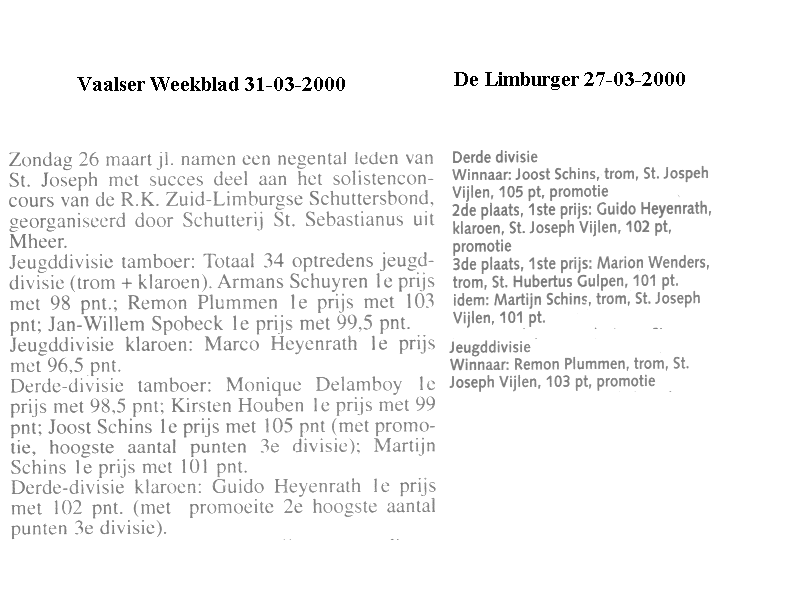 Vaalser Weekblad 31-03-2000
Zondag 26 maart jl. namen een negental leden van
St. Joseph met succes deel aan het solistencon-
cours van de R.K. Zuid-Limburgse Schuttersbond,
georganiseerd door Schutterij St. Sebastianus uit
Mheer.
Jeugddivisie tamboer: Totaal 34 optredens jeugd-
divisie (trom + klaroen). Armans Schuyren 1e prijs
met 98 pnt.; Remon Plummen 1e prijs met 103
pnt; Jan-Willem Spobeck 1e prijs met 99,5 pnt.
Jeugddivisie klaroen: Marco Heyenrath 1e prijs
met 96,5 pnt.
Derde-divisie tamboer: Monique Delamboy 1e
prijs met 98,5 pnt; Kirsten Houben 1e prijs met 99
pnt; Joost Schins 1e prijs met 105 pnt (met promo-
tie, hoogste aantal punten 3e divisie); Martijn
Schins 1e prijs met 101 pnt.
Derde-divisie klaroen: Guido Heyenrath 1e prijs
met 102 pnt. (met promoeite 2e hoogste aantal
punten 3e divisie).
De Limburger 27-03-2000
Derde divisie
Winnaar: Joost Schins, trom, St. Jospeh
Vijlen, 105 pt, promotie
2de plaats, 1ste prijs: Guido Heyenrath,
klaroen, St. Joseph Vijlen, 102 pt,
promotie
3de plaats, 1ste prijs: Marion Wenders,
trom, St. Hubertus Gulpen, 101 pt.
idem: Martijn Schins, trom, St. Joseph
Vijlen, 101 pt.
Jeugddivisie
Winnaar: Remon Plummen, trom, St.
Joseph Vijlen, 103 pt, promotie